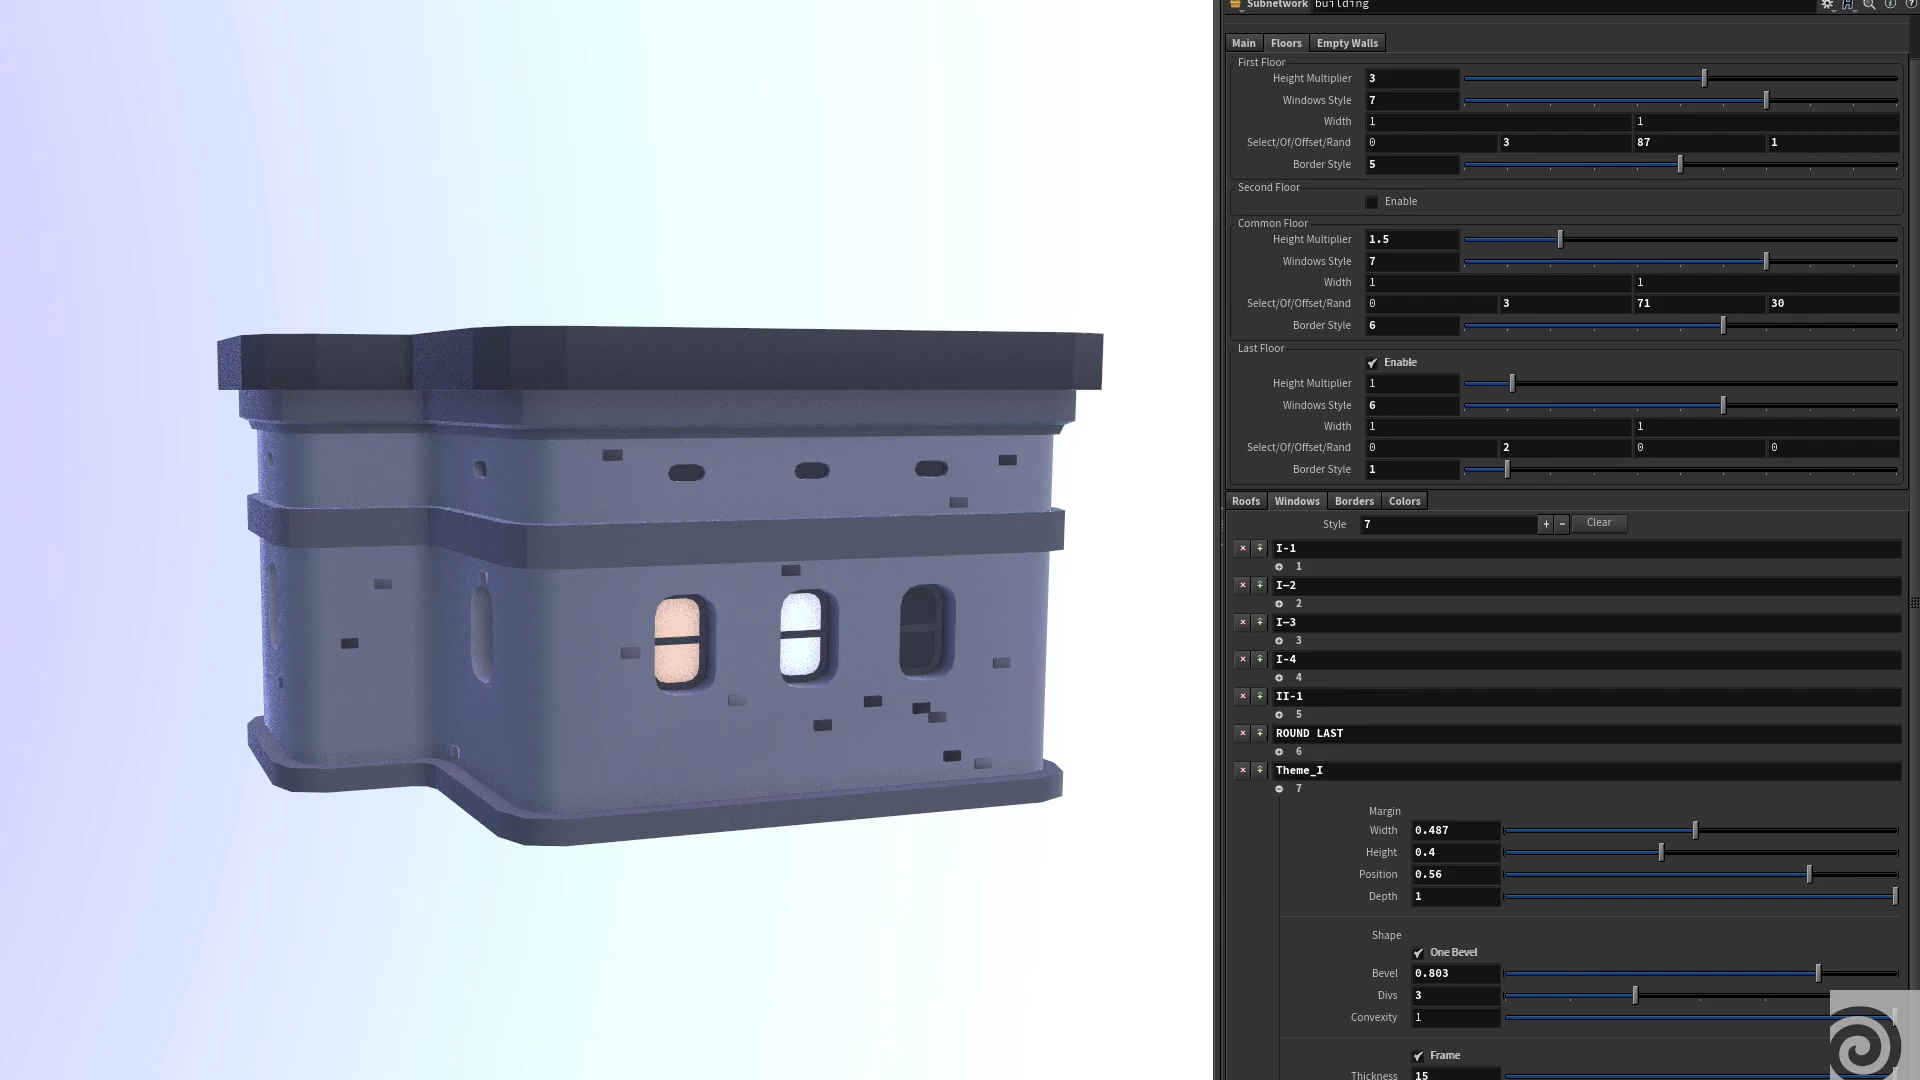 Subnetwork building
Main Floors Empty Walls
First Floor
Height Multiplier 3
Windows Style 7
Width 1 1
Select/Of/Offset/Rand 0 3 87 1
Border Style 5
Second Floor
Enable
Common Floor
Height Multiplier 1.5
Windows Style 7
Width 1 1
Select/Of/Offset/Rand 0 3 71 30
Border Style 6
Last Floor
Enable
Height Multiplier 1
Windows Style 6
Width 1 1
Select/Of/Offset/Rand 0 2 0 0
Border Style 1
Roofs Windows Borders Colors
Style 7 + - Clear
I-1
1
I-2
2
I-3
3
I-4
4
II-1
5
ROUND LAST
6
Theme_I
7
Margin
Width 0.487
Height 0.4
Position 0.56
Depth 1
Shape
One Bevel
Bevel 0.803
Divs 3
Convexity 1
Frame
Thickness 15